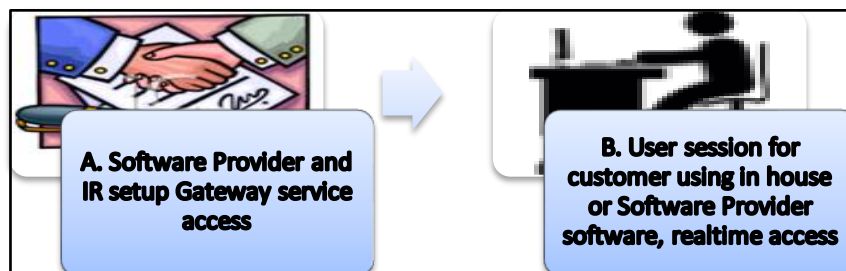 A. Software Provider and
IR setup Gateway service
access
B. User session for
customer using in house
or Software Provider
software, realtime access